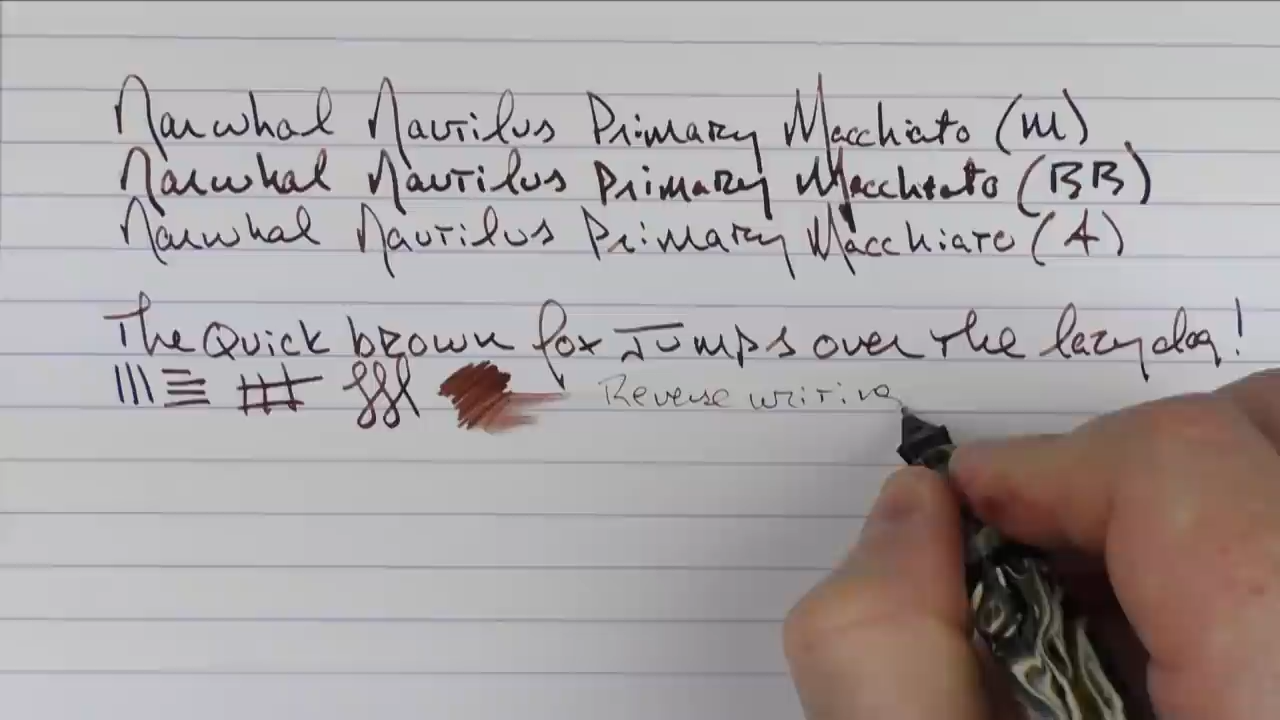 Narwhal Nautilus Primary Macchiato (M)
Narwhal Nautilus Primary Macchiato (BB)
Narwhal Nautilus Primary Macchiato (A)
The Quick brown fox Jumps over the lazy dog!
Reverse writing